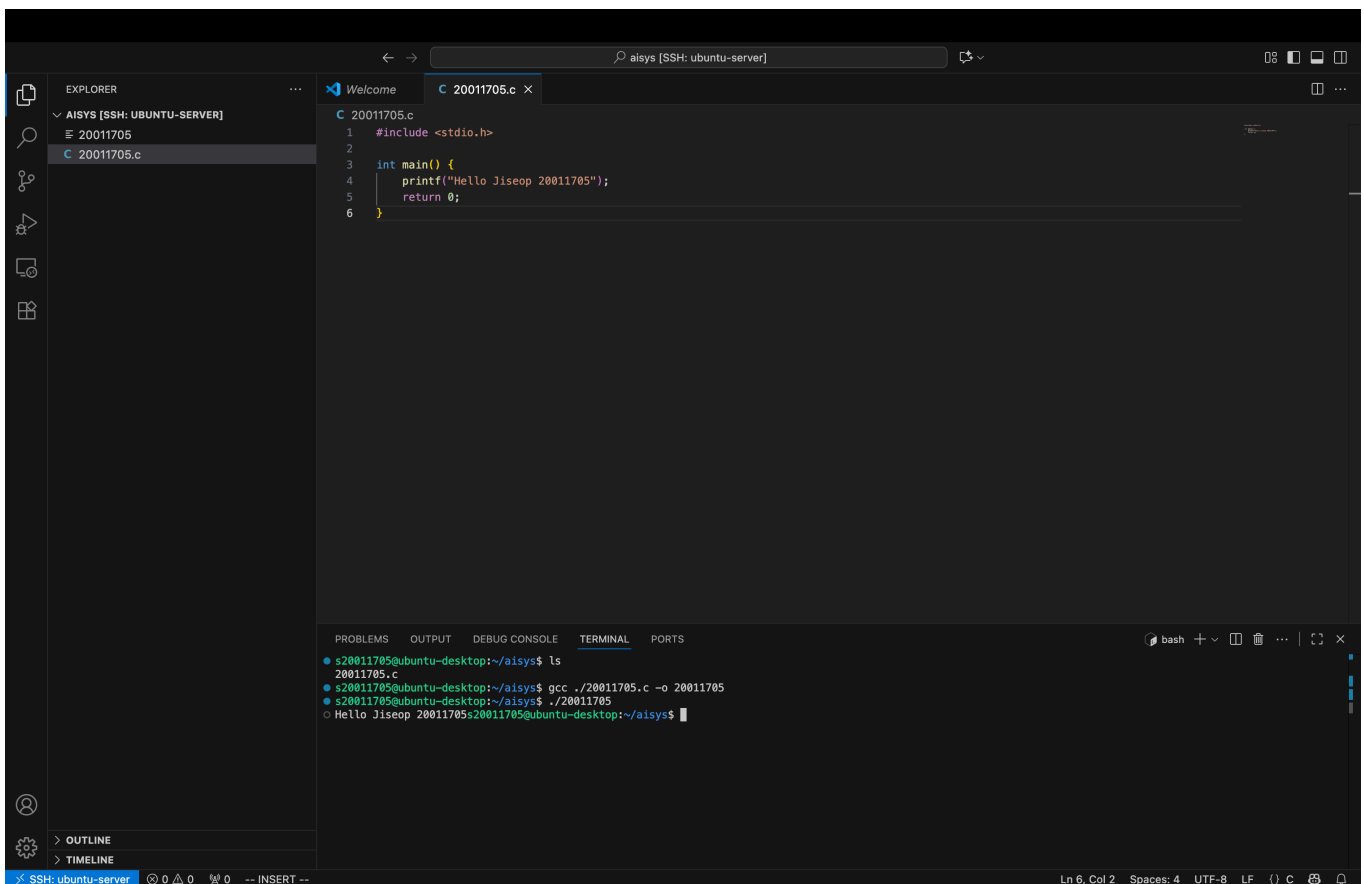 aisys [SSH: ubuntu-server]
EXPLORER
AISYS [SSH: UBUNTU-SERVER]
20011705
C 20011705.c
OUTLINE
TIMELINE
Welcome
C 20011705.c
C 20011705.c
1 #include <stdio.h>
2
3 int main() {
4 printf("Hello Jiseop 20011705");
5 return 0;
6 }
PROBLEMS OUTPUT DEBUG CONSOLE TERMINAL PORTS
bash
s20011705@ubuntu-desktop:~/aisys$ ls
20011705.c
s20011705@ubuntu-desktop:~/aisys$ gcc ./20011705.c -o 20011705
s20011705@ubuntu-desktop:~/aisys$ ./20011705
Hello Jiseop 20011705s20011705@ubuntu-desktop:~/aisys$
SSH: ubuntu-server 0 0 0 -- INSERT -- Ln 6, Col 2 Spaces: 4 UTF-8 LF {} C